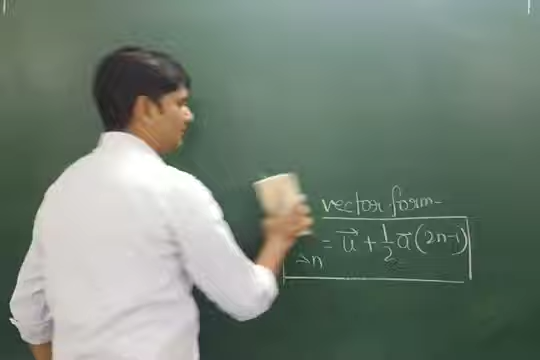 vector form-
= u⃗ + 1/2 a⃗ (2n-1)